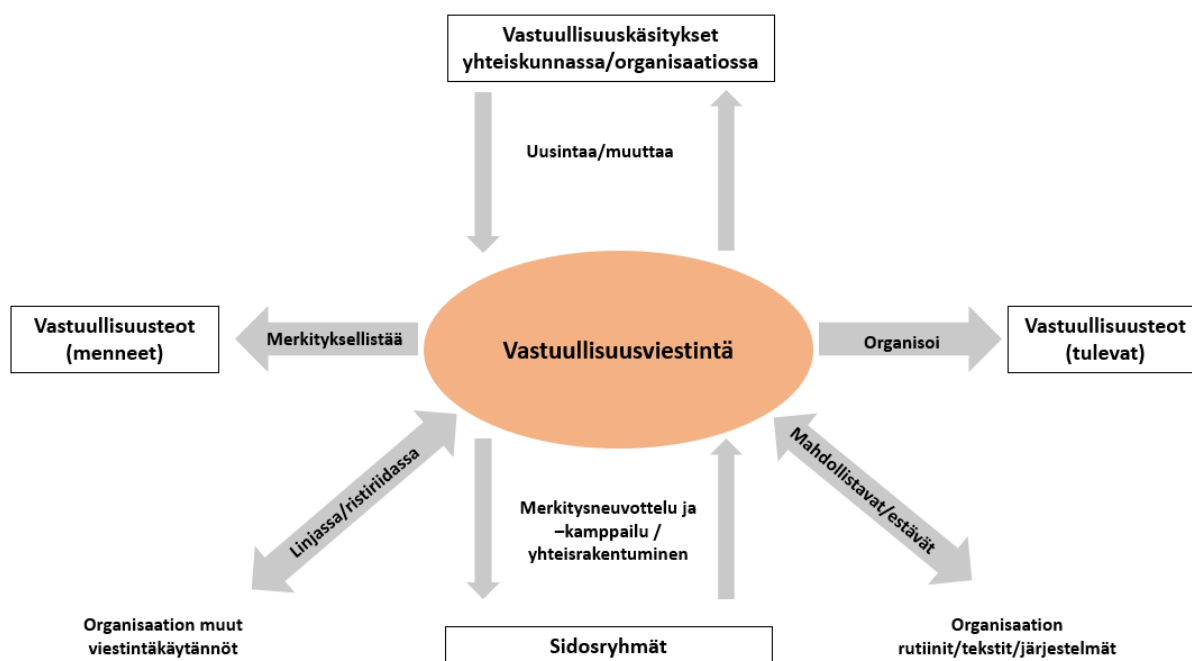 Vastuullisuuskäsitykset
yhteiskunnassa/organisaatiossa
Uusintaa/muuttaa
Vastuullisuusteot
(menneet)
Merkityksellistää
Vastuullisuusviestintä
Organisoi
Vastuullisuusteot
(tulevat)
Linjassa/ristiriidassa
Merkitysneuvottelu ja
–kamppailu /
yhteisrakentuminen
Mahdollistavat/estävät
Organisaation muut
viestintäkäytännöt
Sidosryhmät
Organisaation
rutiinit/tekstit/järjestelmät